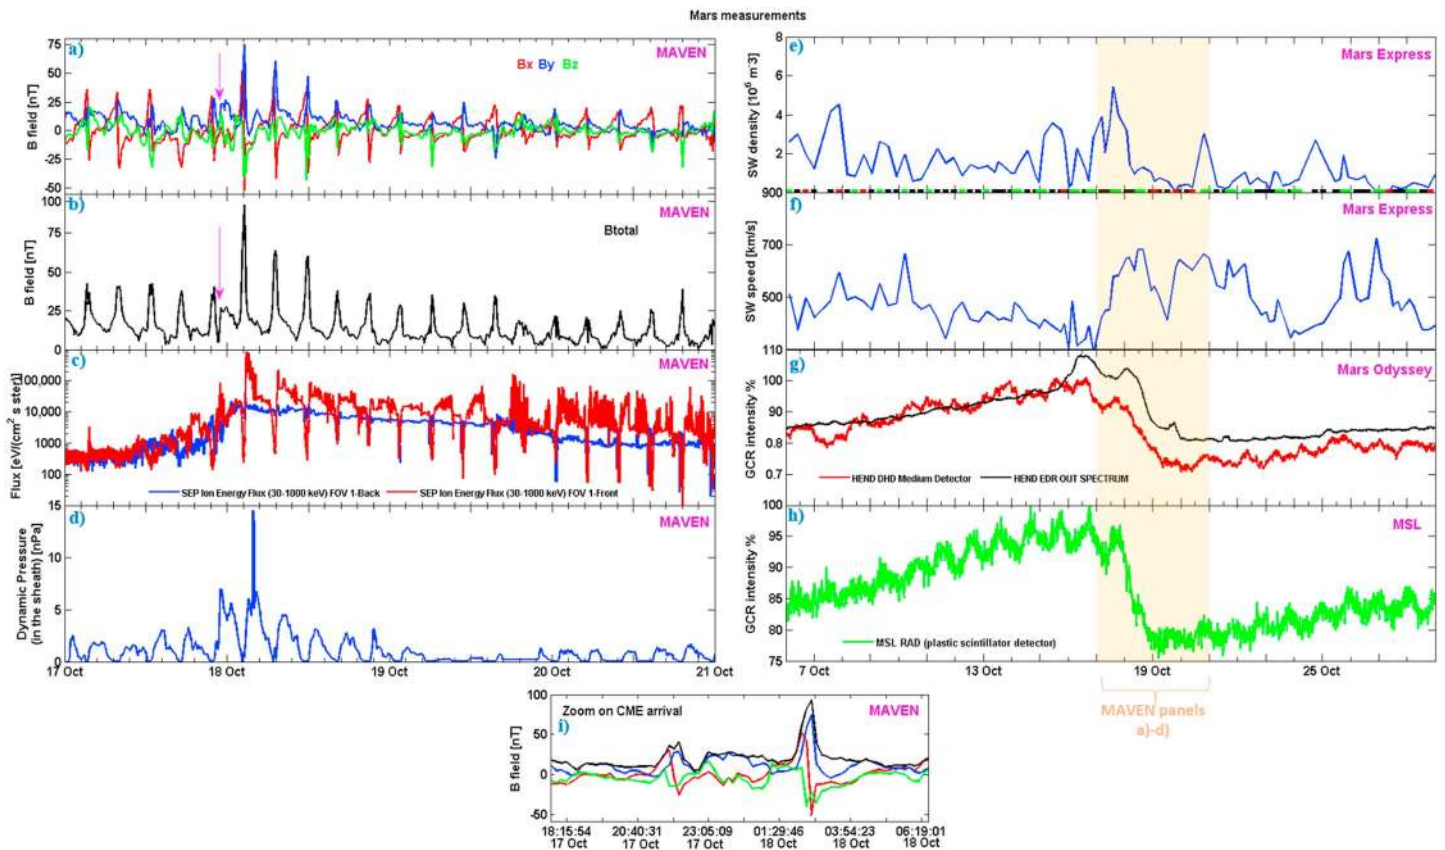 Mars measurements
a)
MAVEN
Bx By Bz
B field [nT]
75
50
25
0
-25
-50
b)
MAVEN
Btotal
B field [nT]
100
75
50
25
0
c)
MAVEN
Flux [eV/(cm² s ster)]
100,000
10,000
1000
100
15
SEP Ion Energy Flux (30-1000 keV) FOV 1-Back
SEP Ion Energy Flux (30-1000 keV) FOV 1-Front
d)
MAVEN
Dynamic Pressure
(in the sheath) [nPa]
10
5
0
17 Oct
18 Oct
19 Oct
20 Oct
21 Oct
e)
Mars Express
SW density [10⁶ m⁻3]
8
6
4
2
900
f)
Mars Express
SW speed [km/s]
700
500
110
g)
Mars Odyssey
GCR intensity %
100
90
0.8
0.7
HEND DHD Medium Detector
HEND EDR OUT SPECTRUM
100
h)
MSL
GCR intensity %
95
90
85
80
75
MSL RAD (plastic scintillator detector)
7 Oct
13 Oct
19 Oct
25 Oct
MAVEN panels
a)-d)
Zoom on CME arrival
MAVEN
i)
B field [nT]
100
50
0
-50
18:15:54 20:40:31 23:05:09 01:29:46 03:54:23 06:19:01
17 Oct 17 Oct 17 Oct 18 Oct 18 Oct 18 Oct